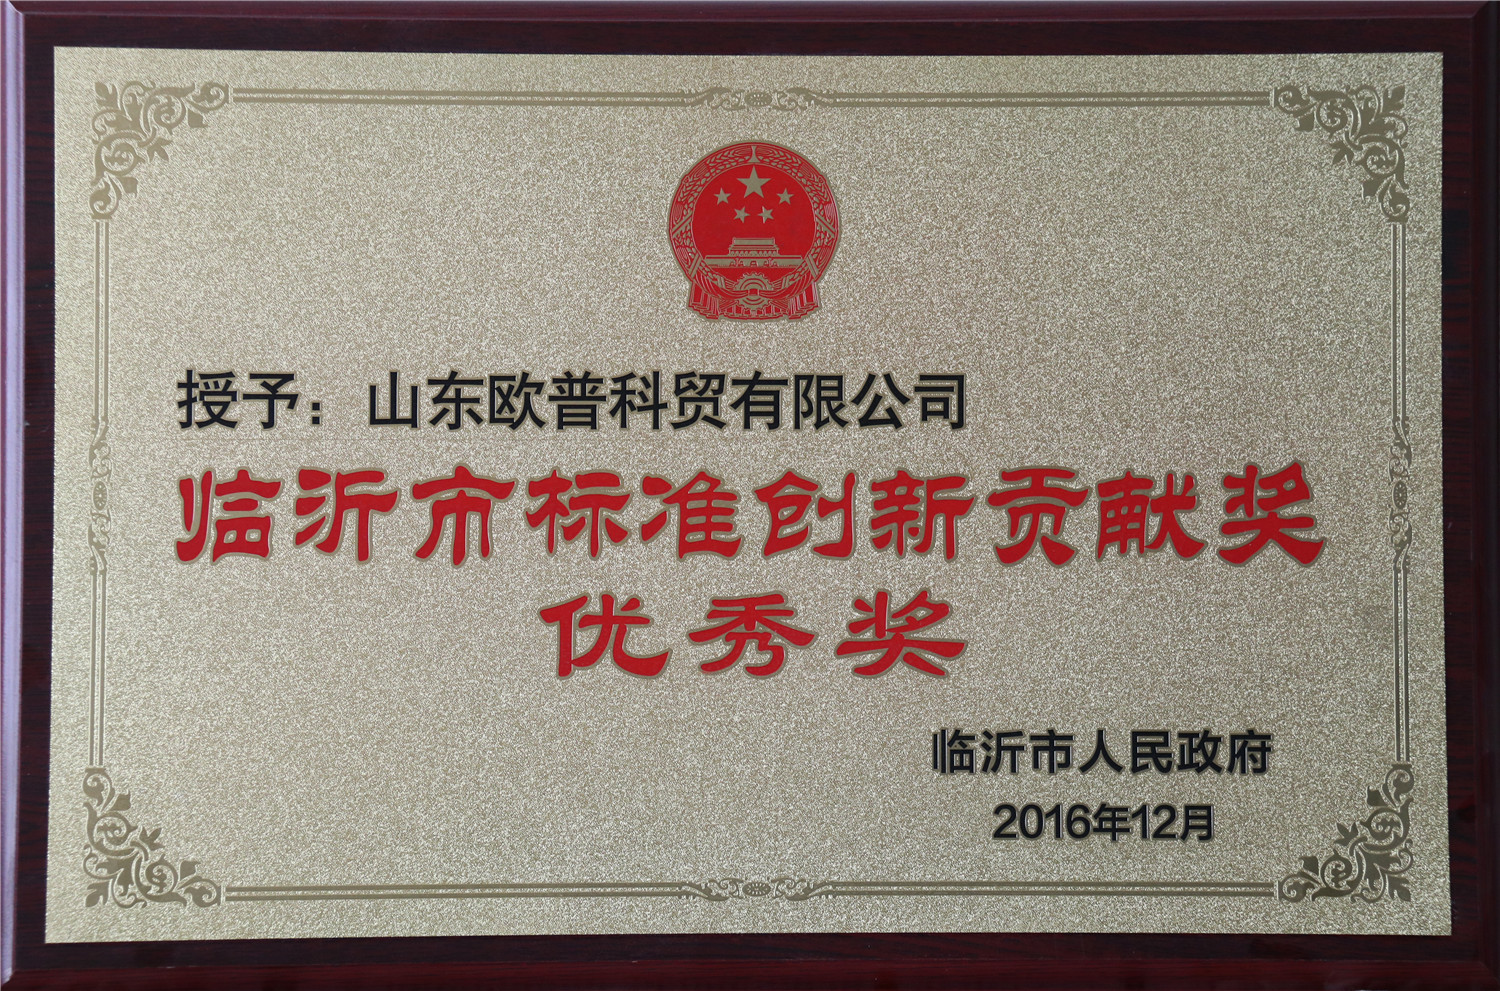 授予：山东欧普科贸有限公司
临沂市标准创新贡献奖
优秀奖
临沂市人民政府
2016年12月